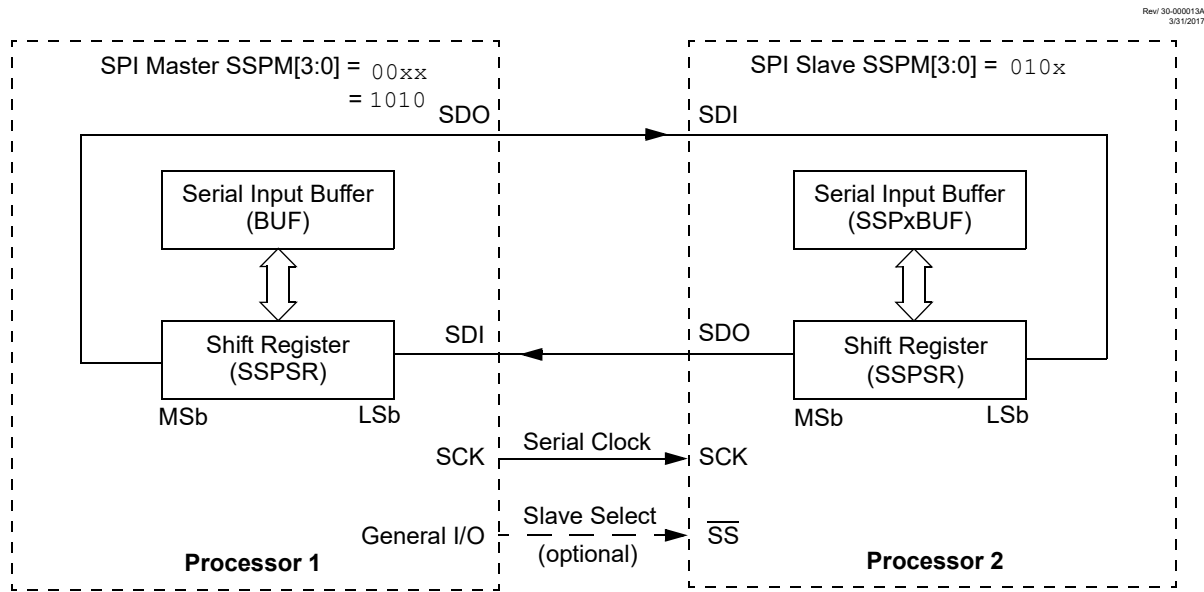 Rev/ 30-000013A
3/31/2017
SPI Master SSPM[3:0] = 00xx
= 1010
SPI Slave SSPM[3:0] = 010x
SDO
SDI
Serial Input Buffer
(BUF)
Serial Input Buffer
(SSPxBUF)
Shift Register
(SSPSR)
SDI
SDO
Shift Register
(SSPSR)
MSb
LSb
MSb
LSb
SCK
Serial Clock
SCK
General I/O
Slave Select
(optional)
S̅S̅
Processor 1
Processor 2